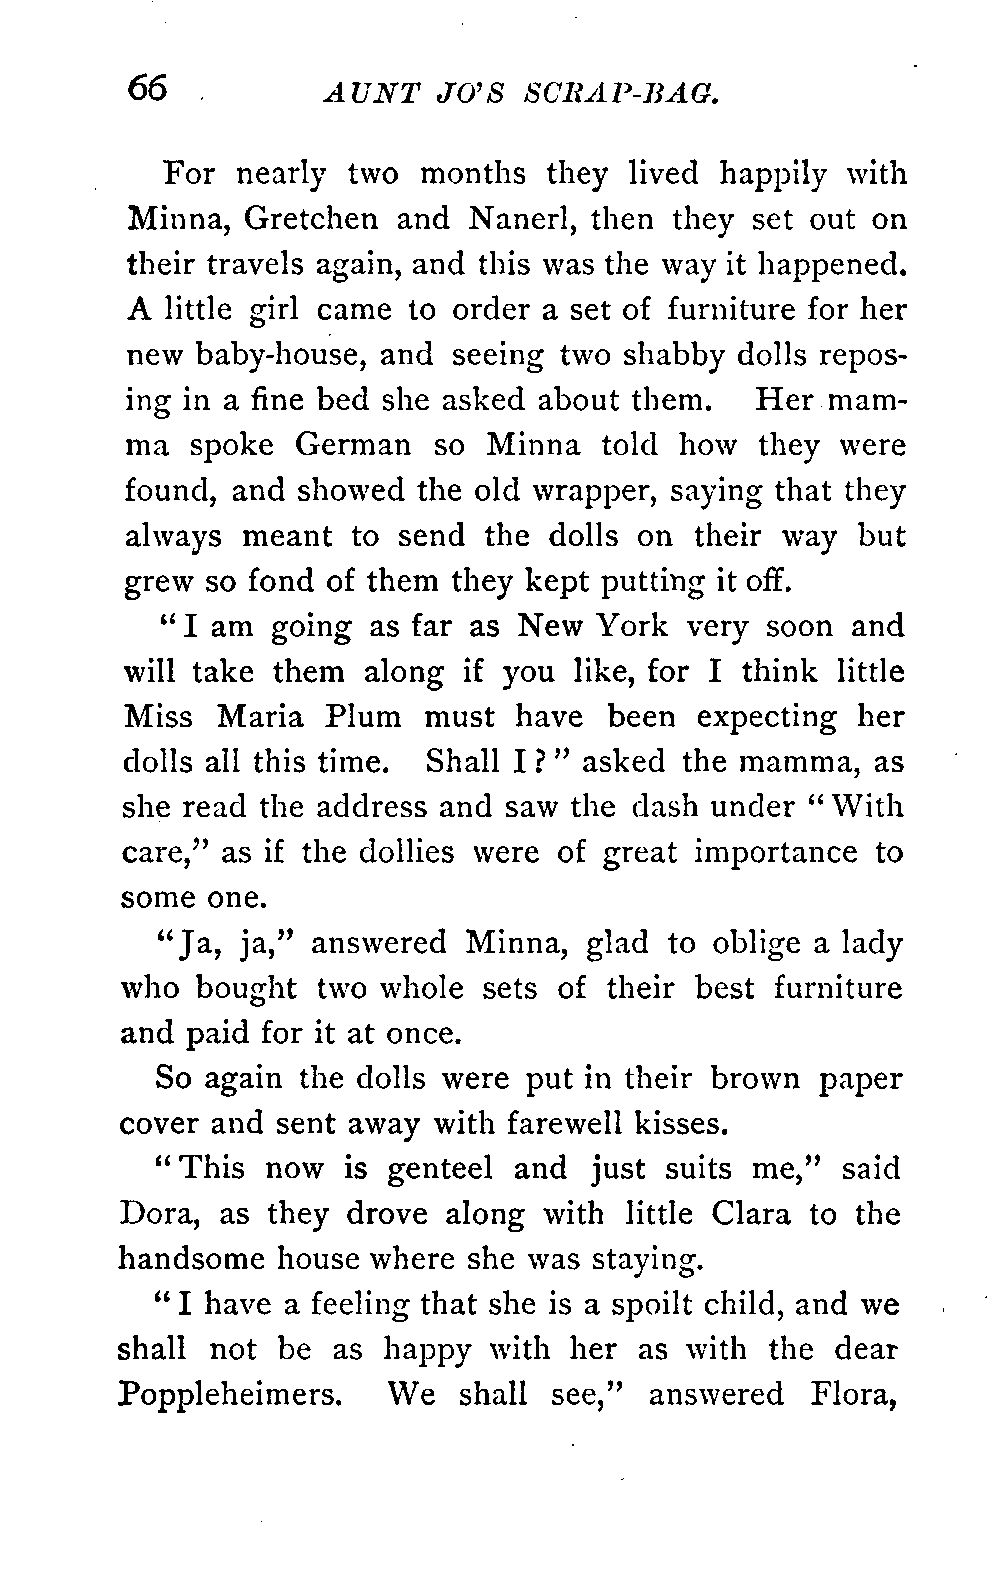 66 AUNT JO'S SCRAP-BAG.
For nearly two months they lived happily with
Minna, Gretchen and Nanerl, then they set out on
their travels again, and this was the way it happened.
A little girl came to order a set of furniture for her
new baby-house, and seeing two shabby dolls repos-
ing in a fine bed she asked about them. Her mam-
ma spoke German so Minna told how they were
found, and showed the old wrapper, saying that they
always meant to send the dolls on their way but
grew so fond of them they kept putting it off.
"I am going as far as New York very soon and
will take them along if you like, for I think little
Miss Maria Plum must have been expecting her
dolls all this time. Shall I?" asked the mamma, as
she read the address and saw the dash under "With
care," as if the dollies were of great importance to
some one.
"Ja, ja," answered Minna, glad to oblige a lady
who bought two whole sets of their best furniture
and paid for it at once.
So again the dolls were put in their brown paper
cover and sent away with farewell kisses.
"This now is genteel and just suits me," said
Dora, as they drove along with little Clara to the
handsome house where she was staying.
"I have a feeling that she is a spoilt child, and we
shall not be as happy with her as with the dear
Poppleheimers. We shall see," answered Flora,